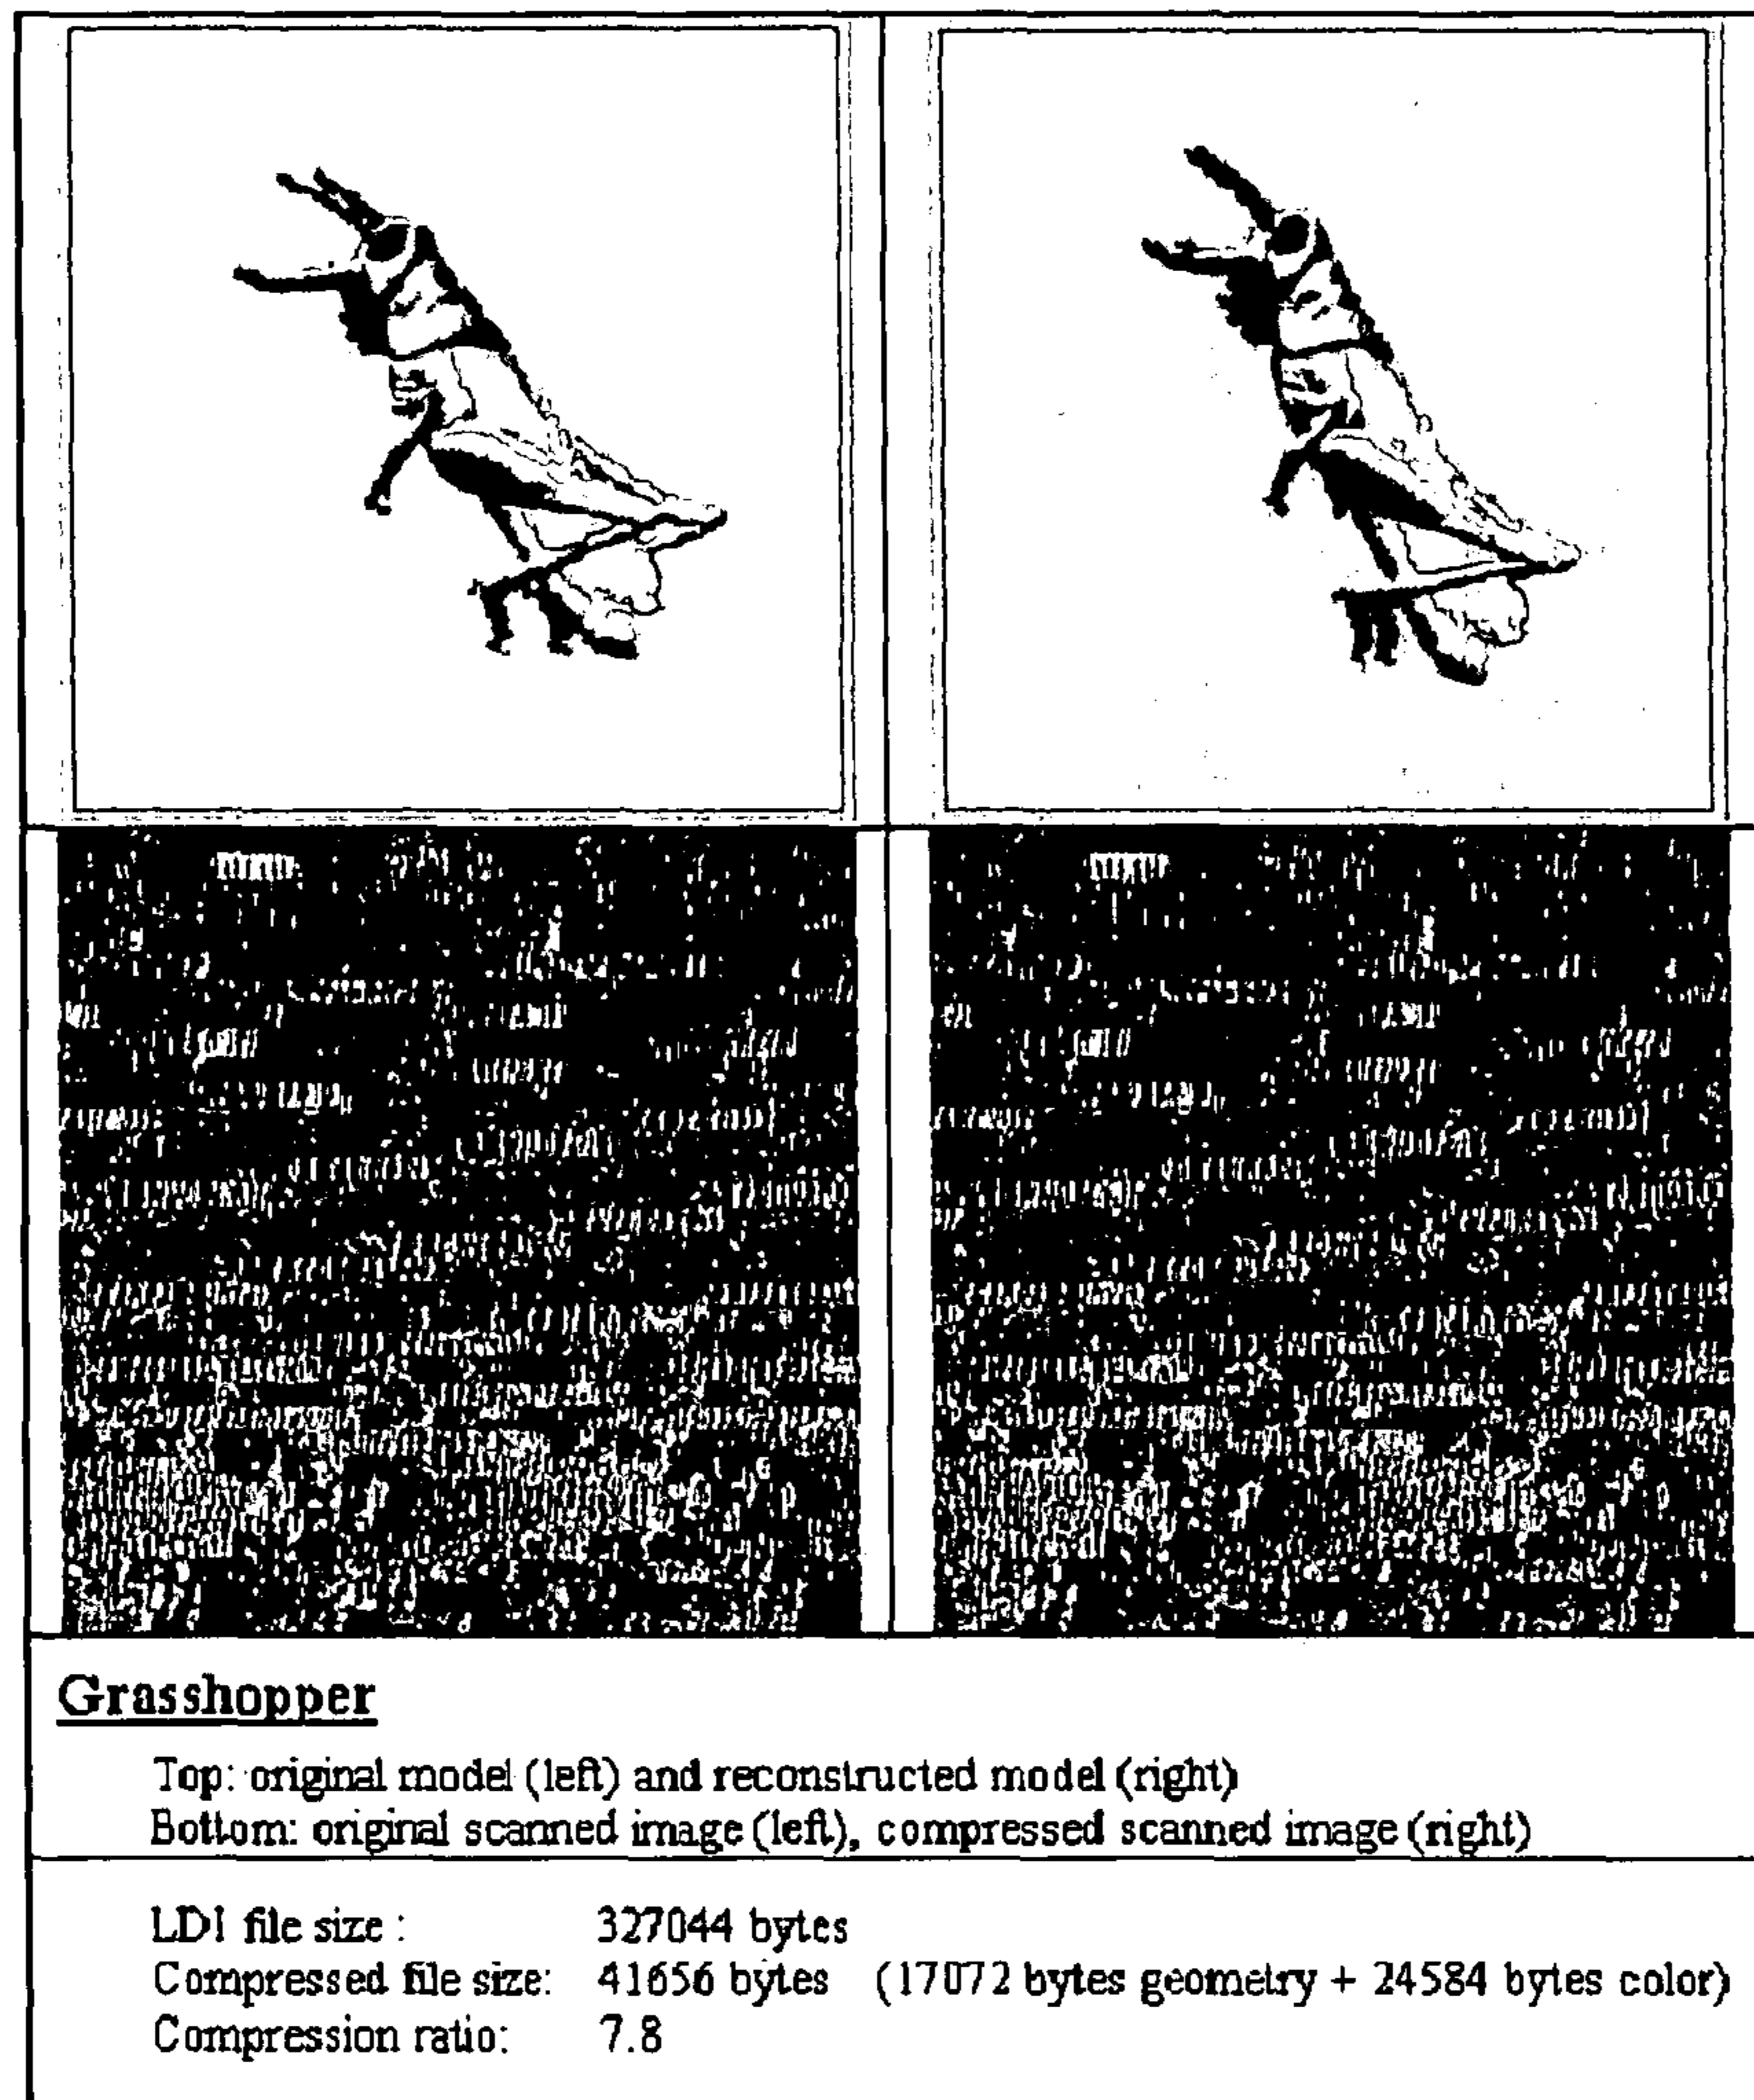 Grasshopper
Top: original model (left) and reconstructed model (right)
Bottom: original scanned image (left), compressed scanned image (right)
LDI file size : 327044 bytes
Compressed file size: 41656 bytes (17072 bytes geometry + 24584 bytes color)
Compression ratio: 7.8